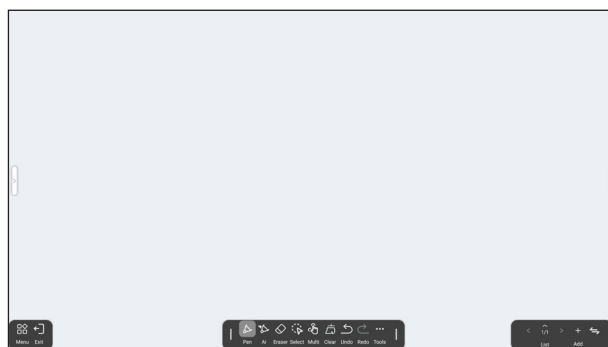 Menu Exit
Pen AI Eraser Select Multi Clear Undo Redo Tools
1/1
List Add